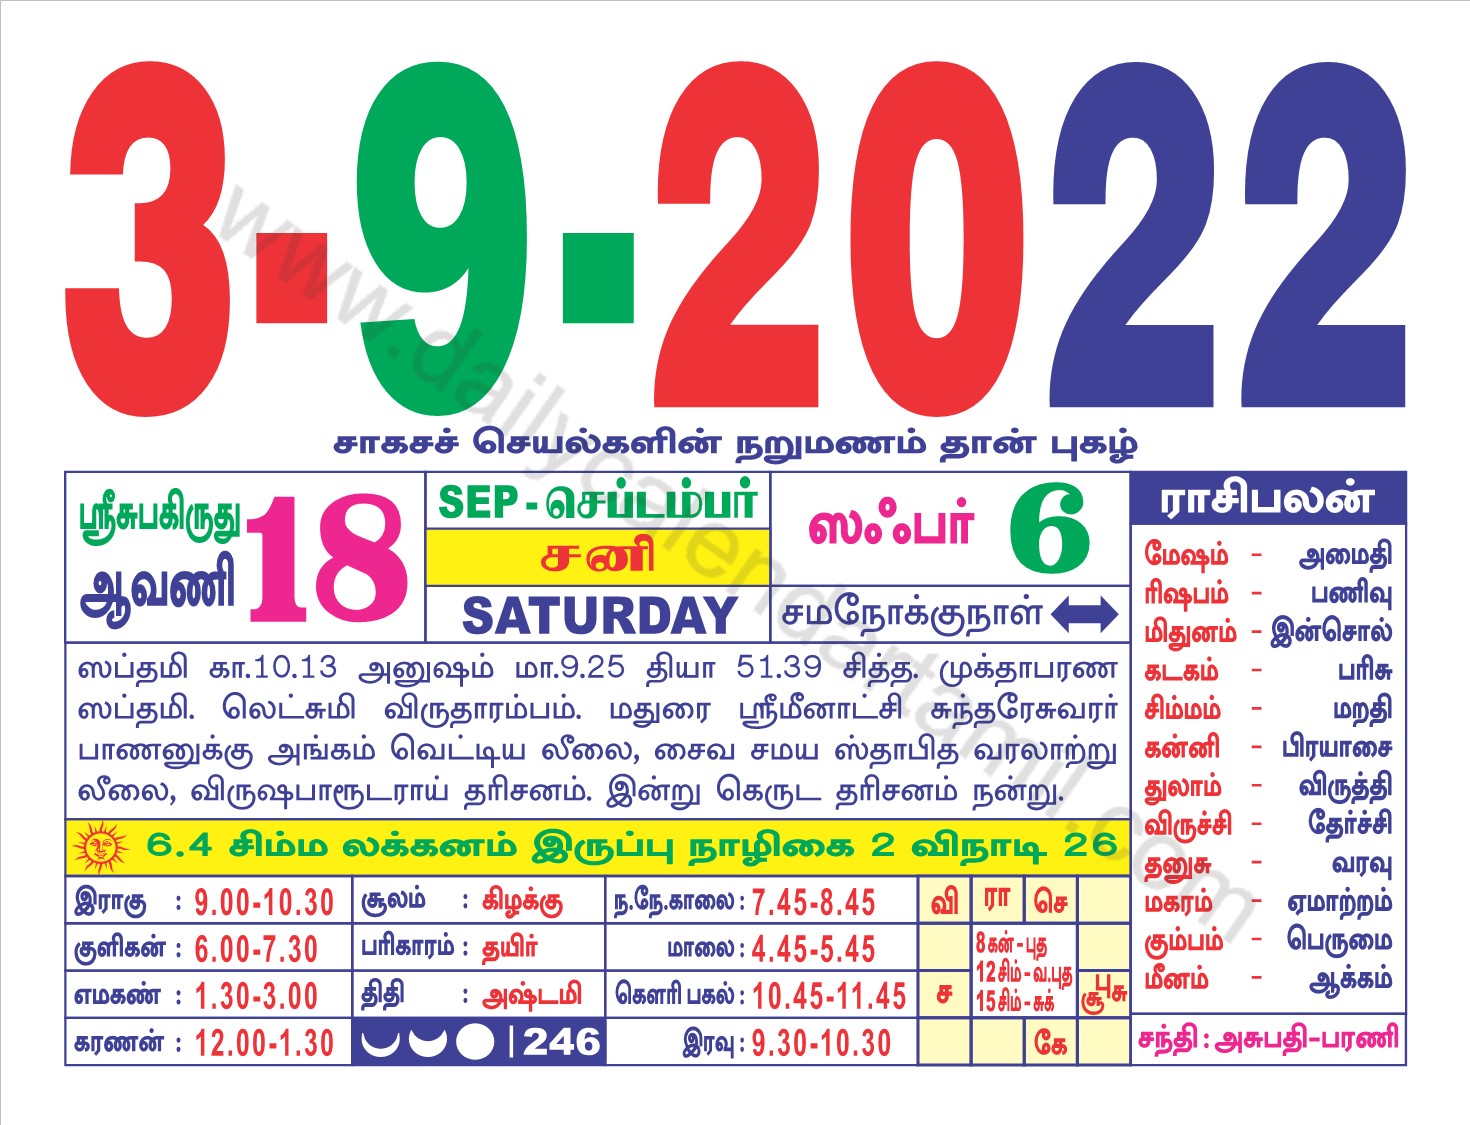 3-9-2022
சாகசச் செயல்களின் நறுமணம் தான் புகழ்
ஸ்ரீசுபகிருது
ஆவணி
18
SEP - செப்டம்பர்
சனி
SATURDAY
ஸஃபர் 6
சமநோக்குநாள்
ஸப்தமி கா.10.13 அனுஷம் மா.9.25 தியா 51.39 சித்த. முக்தாபரண
ஸப்தமி. லெட்சுமி விருதாரம்பம். மதுரை ஸ்ரீமீனாட்சி சுந்தரேசுவரர்
பாணனுக்கு அங்கம் வெட்டிய லீலை, சைவ சமய ஸ்தாபித வரலாற்று
லீலை, விருஷபாரூடராய் தரிசனம். இன்று கெருட தரிசனம் நன்று.
6.4 சிம்ம லக்கனம் இருப்பு நாழிகை 2 விநாடி 26
இராகு : 9.00-10.30
குளிகன் : 6.00-7.30
எமகண் : 1.30-3.00
கரணன் : 12.00-1.30
சூலம் : கிழக்கு
பரிகாரம் : தயிர்
திதி : அஷ்டமி
|246
ந.நே.காலை : 7.45-8.45
மாலை : 4.45-5.45
கௌரி பகல் : 10.45-11.45
இரவு : 9.30-10.30
வி ரா செ
8கன் - புத
12சிம் - வ.புத
15சிம் - சுக்
ச
பு
சூ சு
கே
ராசிபலன்
மேஷம் - அமைதி
ரிஷபம் - பணிவு
மிதுனம் - இன்சொல்
கடகம் - பரிசு
சிம்மம் - மறதி
கன்னி - பிரயாசை
துலாம் - விருத்தி
விருச்சி - தேர்ச்சி
தனுசு - வரவு
மகரம் - ஏமாற்றம்
கும்பம் - பெருமை
மீனம் - ஆக்கம்
சந்தி : அசுபதி-பரணி
www.dailycalendartamil.com